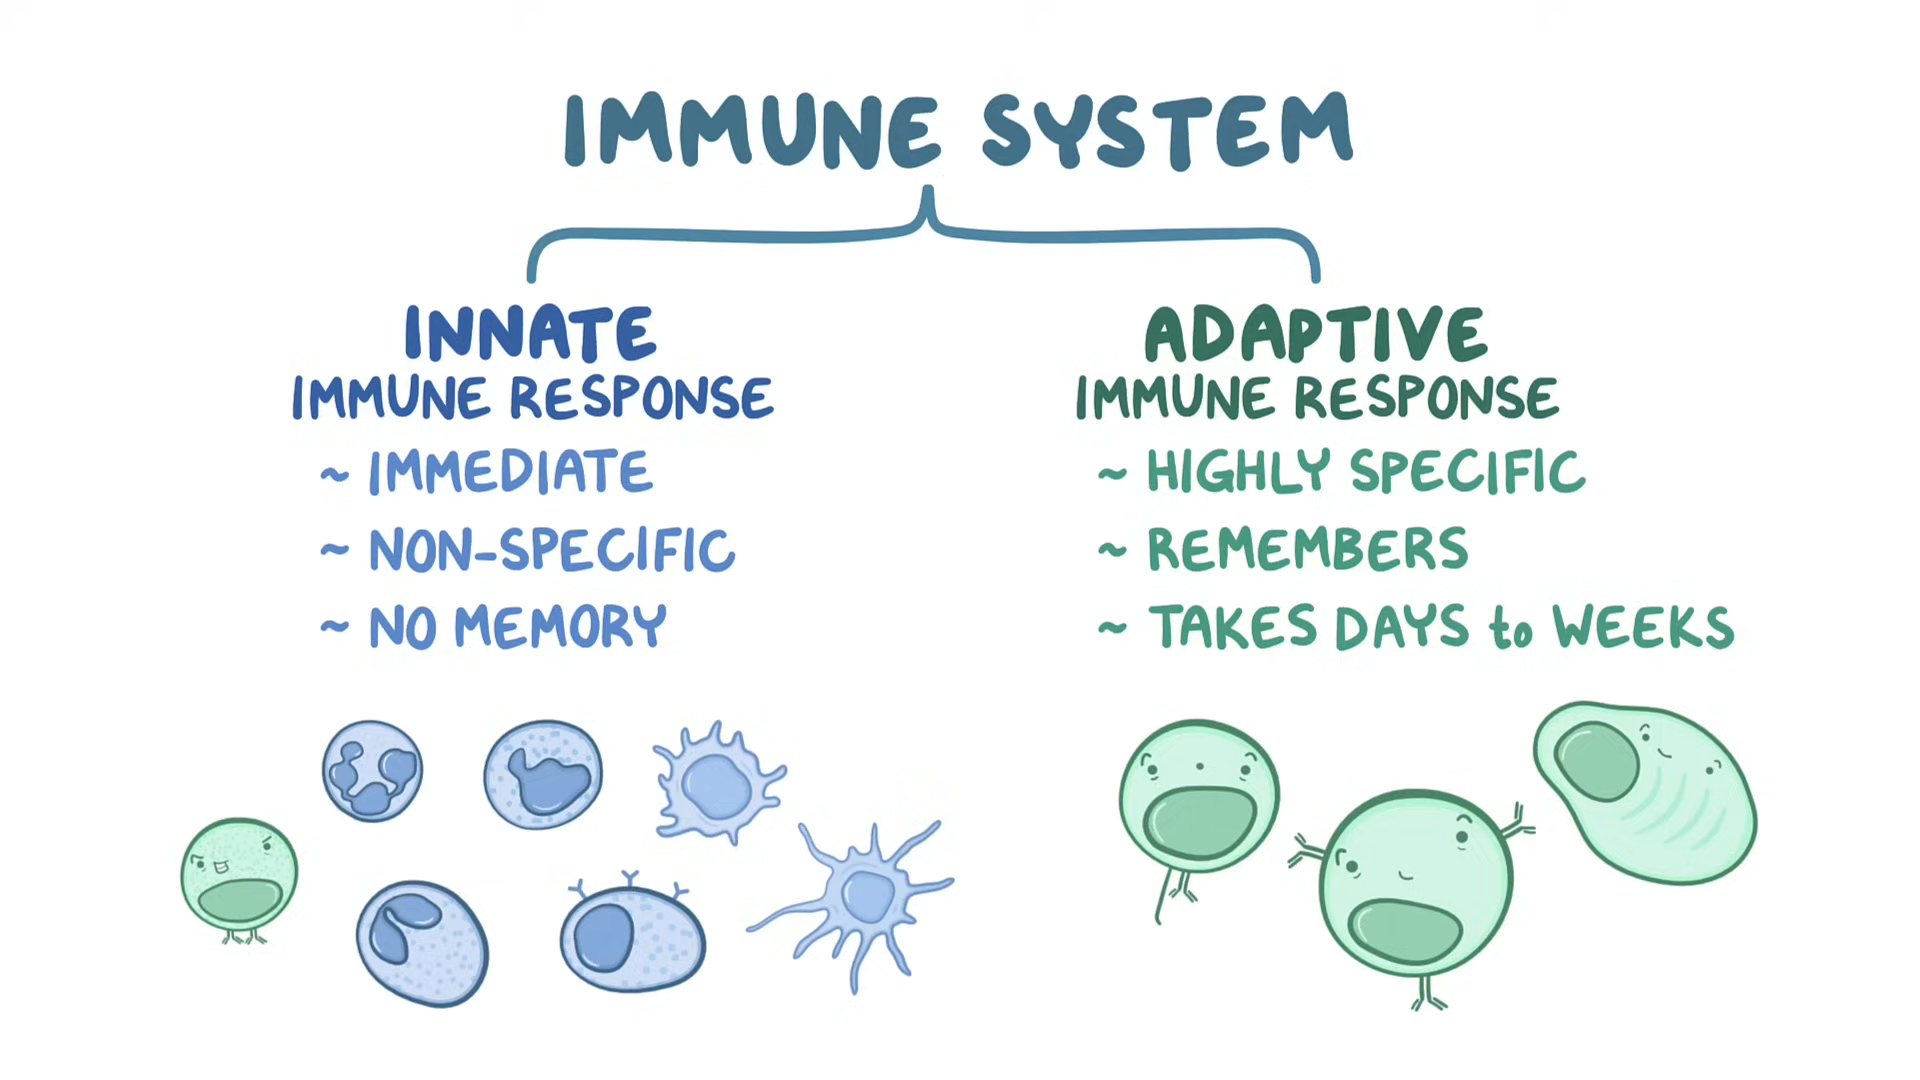 IMMUNE SYSTEM
INNATE
IMMUNE RESPONSE
~ IMMEDIATE
~ NON-SPECIFIC
~ NO MEMORY
ADAPTIVE
IMMUNE RESPONSE
~ HIGHLY SPECIFIC
~ REMEMBERS
~ TAKES DAYS to WEEKS